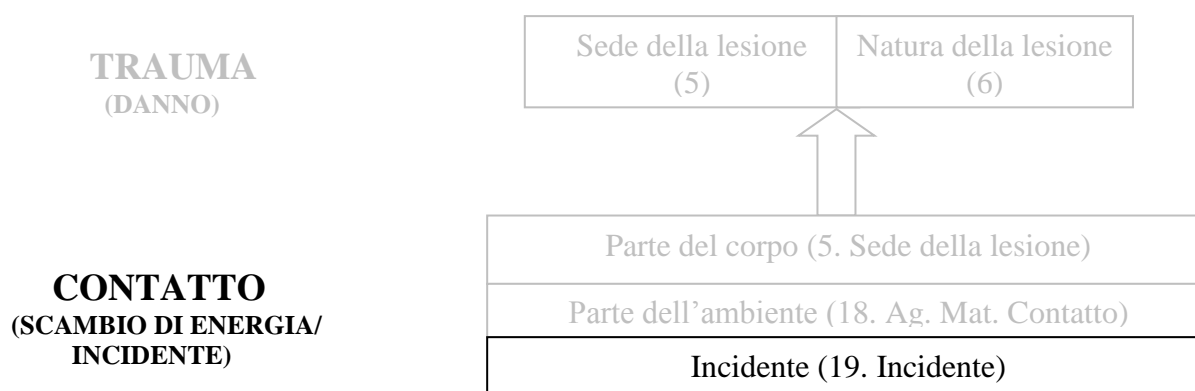 TRAUMA
(DANNO)
Sede della lesione
(5)
Natura della lesione
(6)
Parte del corpo (5. Sede della lesione)
CONTATTO
(SCAMBIO DI ENERGIA/
INCIDENTE)
Parte dell’ambiente (18. Ag. Mat. Contatto)
Incidente (19. Incidente)